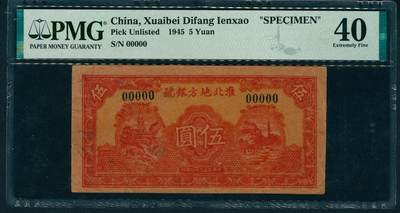 PMG
PAPER MONEY GUARANTY
China, Xuaibei Difang Ienxao "SPECIMEN"
Pick Unlisted 1945 5 Yuan
S/N 00000
40
Extremely Fine
伍 淮北地方銀號 伍
00000 00000
伍圓